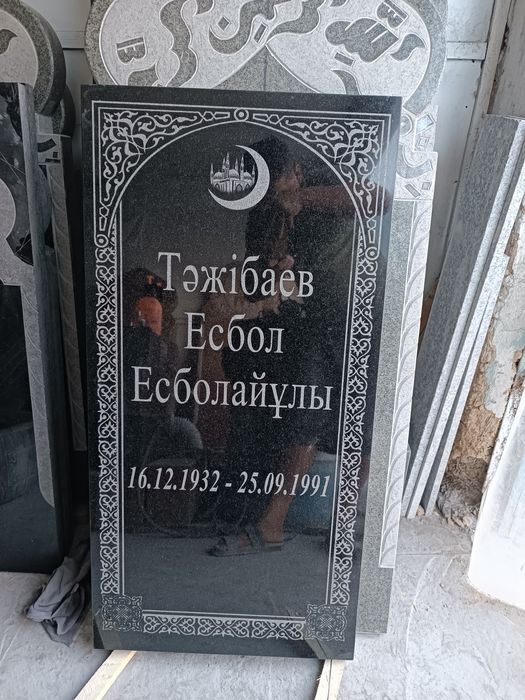 Тәжібаев
Есбол
Есболайұлы
16.12.1932 - 25.09.1991